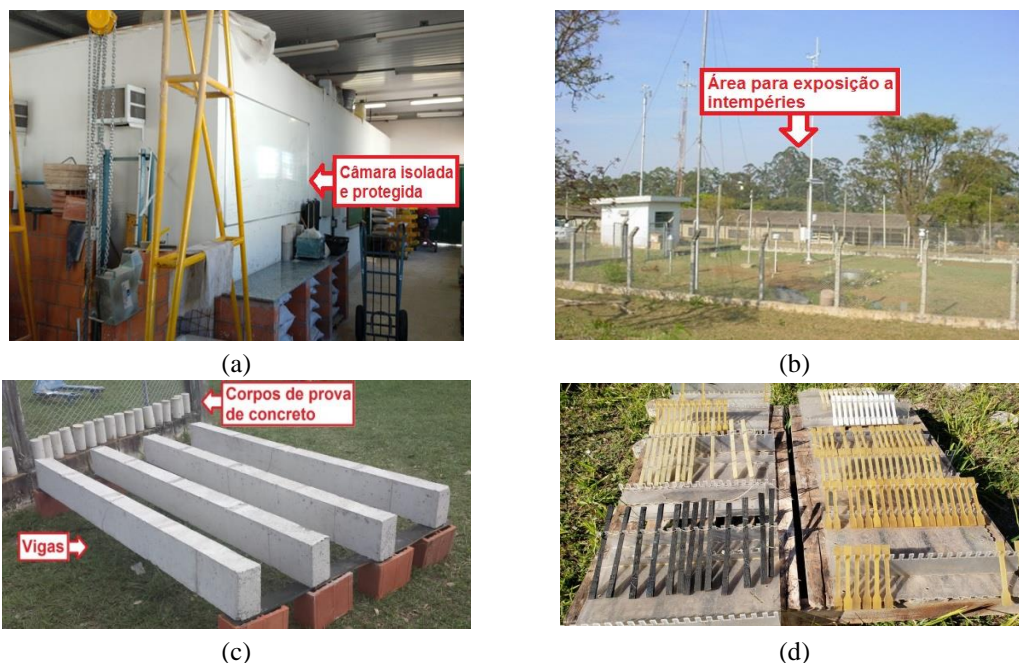 Câmara isolada
e protegida
Área para exposição a
intempéries
(a)
(b)
Corpos de prova
de concreto
Vigas
(c)
(d)